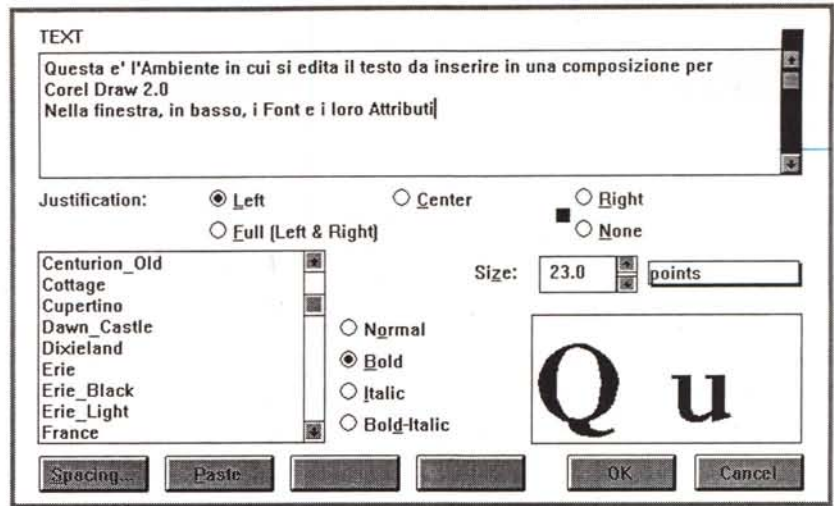 TEXT
Questa e' l'Ambiente in cui si edita il testo da inserire in una composizione per
Corel Draw 2.0
Nella finestra, in basso, i Font e i loro Attributi
Justification: Left Center Right
Full (Left & Right) None
Centurion_Old
Cottage
Cupertino
Dawn_Castle
Dixieland
Erie
Erie_Black
Erie_Light
France
Normal
Bold
Italic
Bold-Italic
Size: 23.0 points
Q u
Spacing... Paste OK Cancel